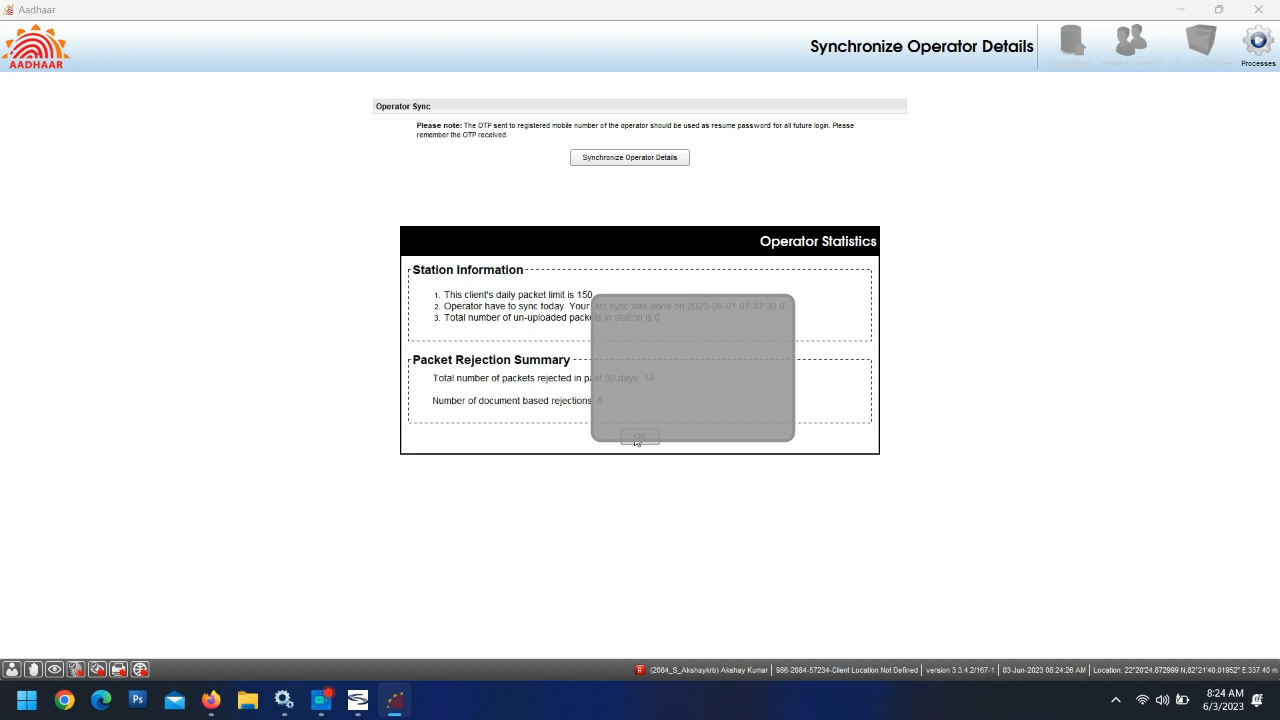 Aadhaar
AADHAAR
Synchronize Operator Details
Processes
Operator Sync
Please note: The OTP sent to registered mobile number of the operator should be used as resume password for all future login. Please
remember the OTP received.
Synchronize Operator Details
Operator Statistics
Station Information
1. This client's daily packet limit is 150
2. Operator have to sync today. Your last sync was done on 2023-06-01 07:47:30.0
3. Total number of un-uploaded packets in station is 0
Packet Rejection Summary
Total number of packets rejected in past 30 days: 14
Number of document based rejections: 5
R (2084_S_Akshaykrb) Akshay Kumar 986-2084-57234-Client Location Not Defined version 3.3.4.2/167-1 03-Jun-2023 08:24:26 AM Location: 22°20'24.872999 N,82°21'40.01952" E:337.40 m
Ps
8:24 AM
6/3/2023